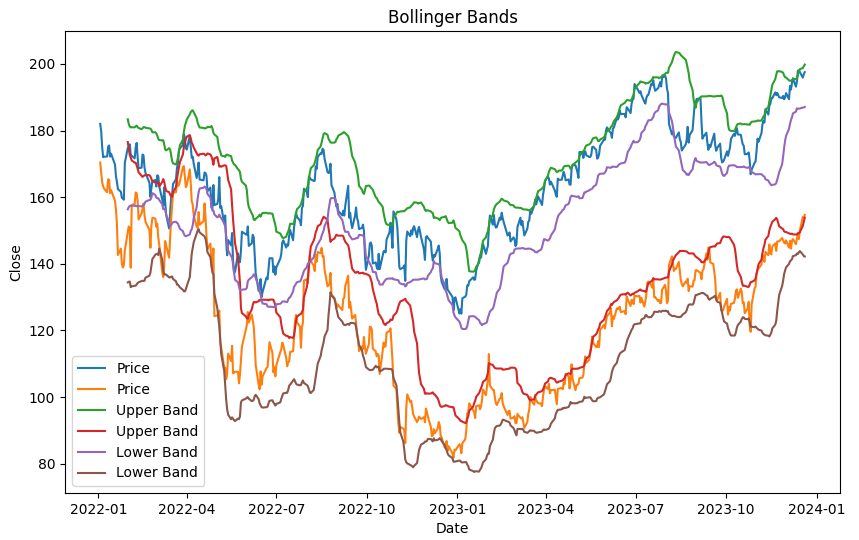 Bollinger Bands
Close
200
180
160
140
120
100
80
Price
Price
Upper Band
Upper Band
Lower Band
Lower Band
2022-01 2022-04 2022-07 2022-10 2023-01 2023-04 2023-07 2023-10 2024-01
Date